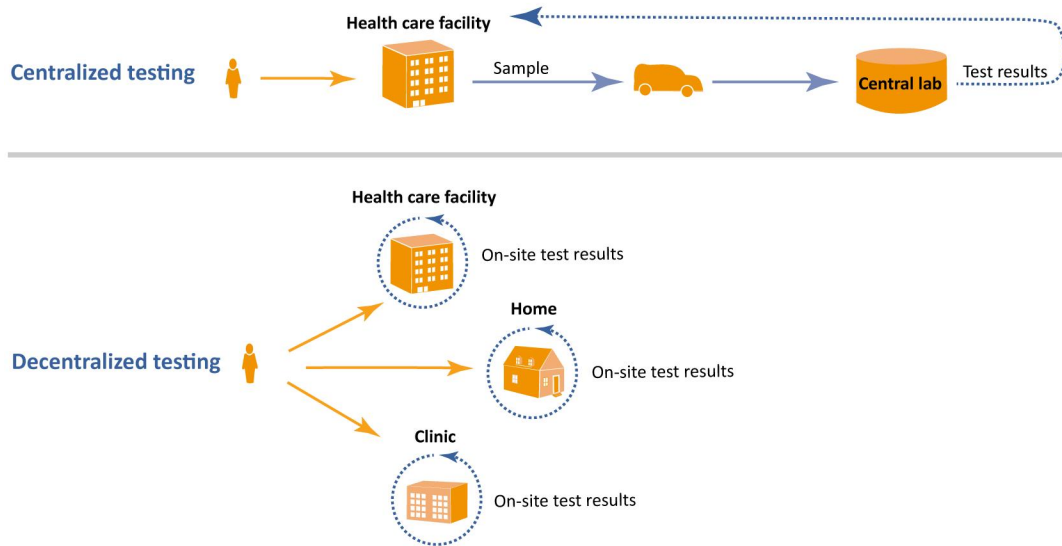 Health care facility
Centralized testing
Sample
Central lab
Test results
Health care facility
On-site test results
Home
Decentralized testing
On-site test results
Clinic
On-site test results